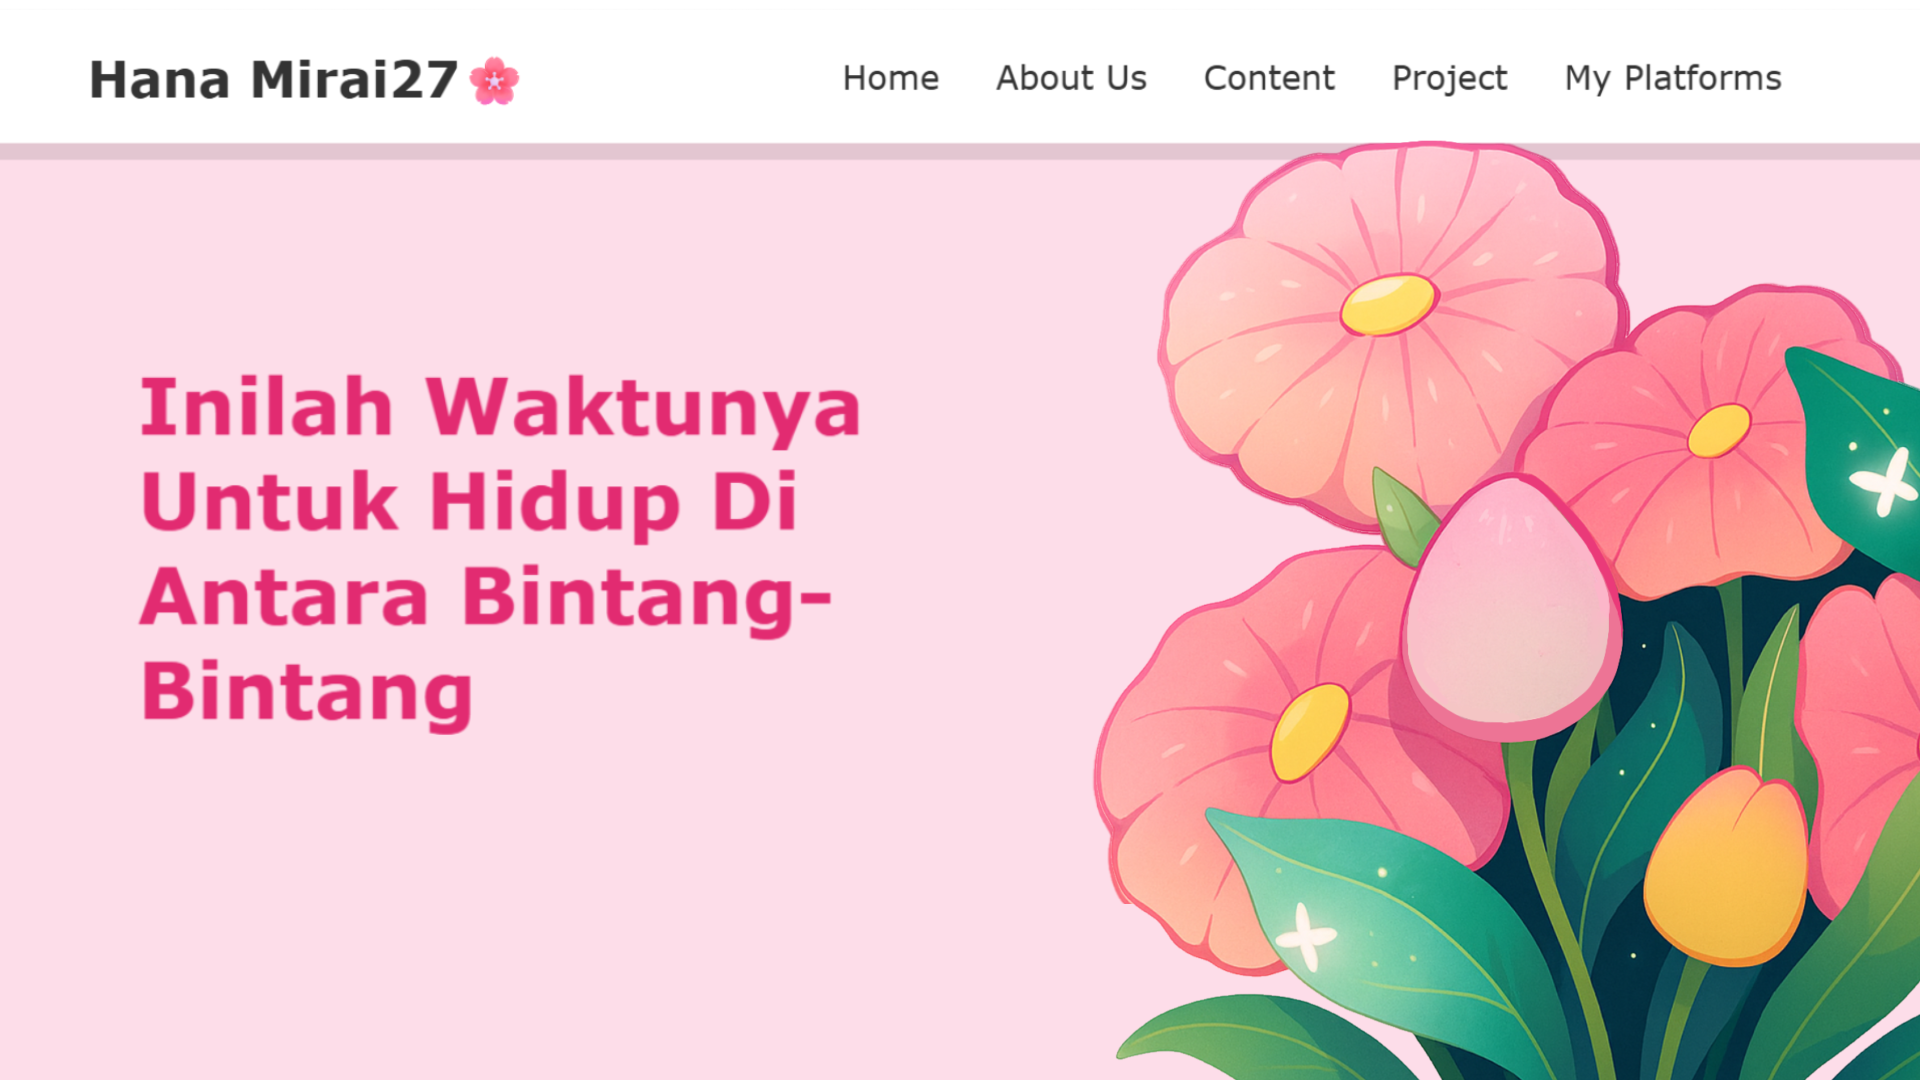 Hana Mirai27🌸
Home About Us Content Project My Platforms
Inilah Waktunya
Untuk Hidup Di
Antara Bintang-
Bintang